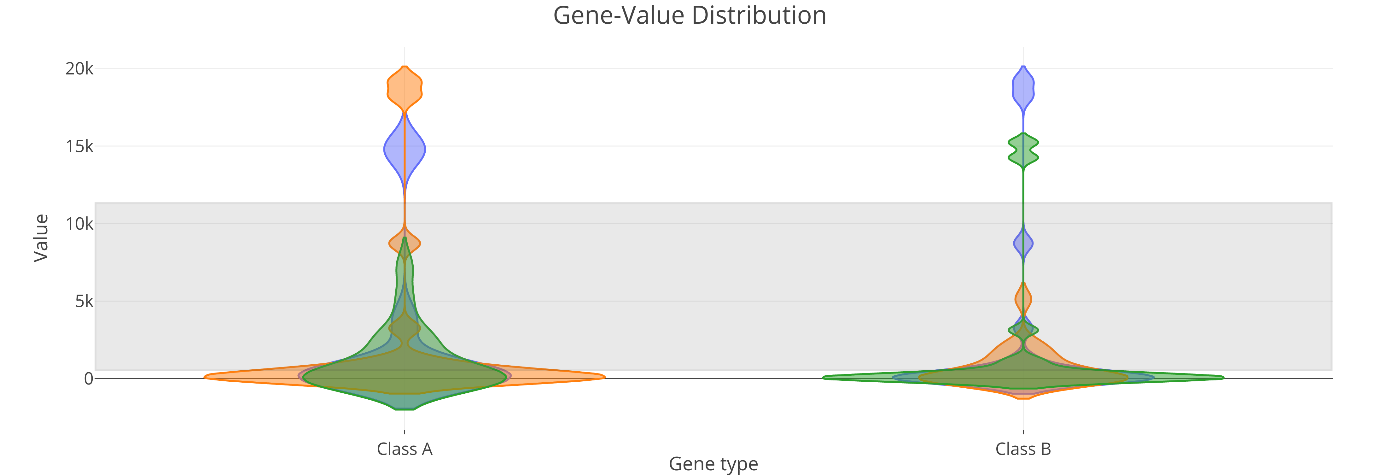 Gene-Value Distribution
20k
15k
10k
5k
0
Value
Class A
Class B
Gene type